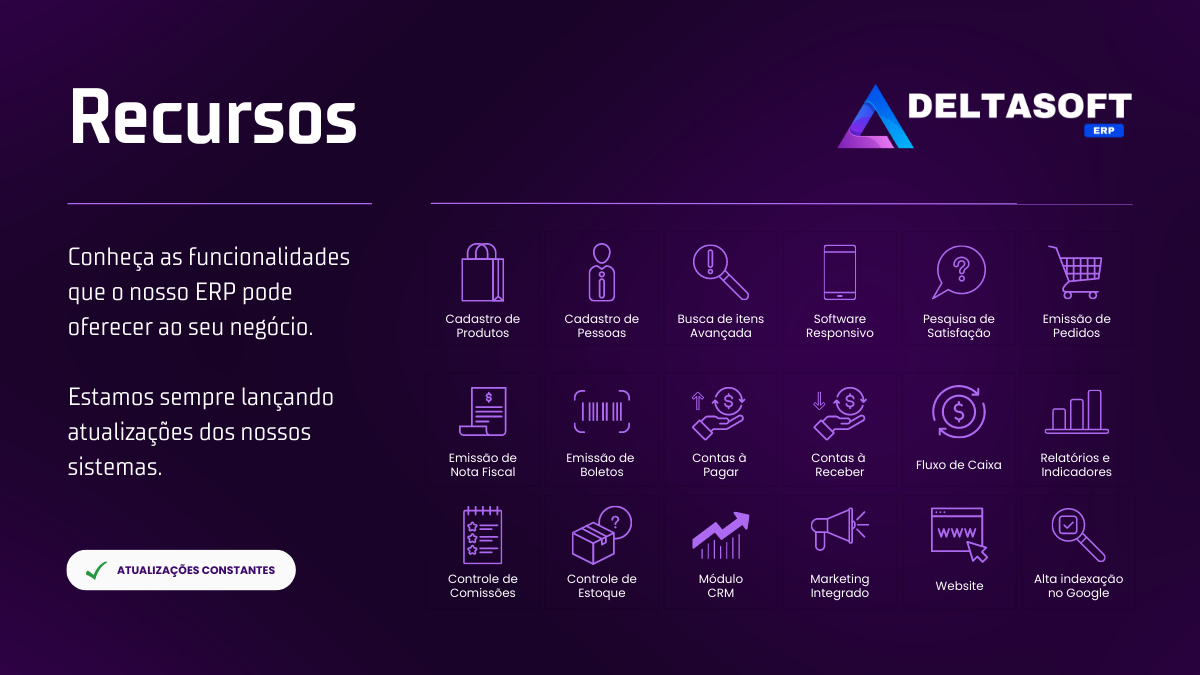 Recursos
DELTASOFT
ERP
Conheça as funcionalidades
que o nosso ERP pode
oferecer ao seu negócio.
Estamos sempre lançando
atualizações dos nossos
sistemas.
ATUALIZAÇÕES CONSTANTES
Cadastro de
Produtos
Cadastro de
Pessoas
Busca de itens
Avançada
Software
Responsivo
?
Pesquisa de
Satisfação
Emissão de
Pedidos
$
Emissão de
Nota Fiscal
Emissão de
Boletos
$
Contas à
Pagar
$
Contas à
Receber
$
Fluxo de Caixa
Relatórios e
Indicadores
Controle de
Comissões
?
Controle de
Estoque
Módulo
CRM
Marketing
Integrado
WWW
Website
Alta indexação
no Google